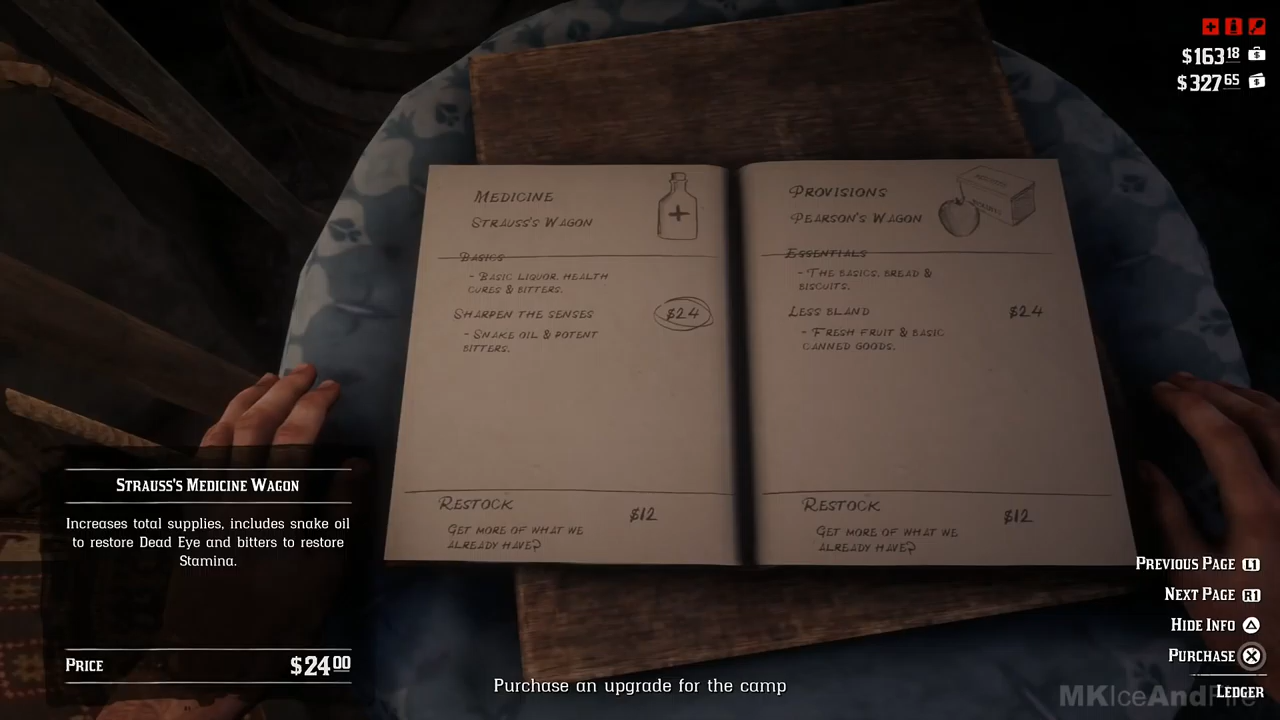 $163 18
$327 65
MEDICINE
STRAUSS'S WAGON
BASICS
- BASIC LIQUOR, HEALTH
CURES & BITTERS.
SHARPEN THE SENSES $24
- SNAKE OIL & POTENT
BITTERS.
RESTOCK $12
GET MORE OF WHAT WE
ALREADY HAVE?
PROVISIONS
PEARSON'S WAGON
ESSENTIALS
- THE BASICS, BREAD &
BISCUITS.
LESS BLAND $24
- FRESH FRUIT & BASIC
CANNED GOODS.
RESTOCK $12
GET MORE OF WHAT WE
ALREADY HAVE?
STRAUSS'S MEDICINE WAGON
Increases total supplies, includes snake oil
to restore Dead Eye and bitters to restore
Stamina.
PRICE $24 00
Purchase an upgrade for the camp
PREVIOUS PAGE L1
NEXT PAGE R1
HIDE INFO
PURCHASE
LEDGER
MKIceAndFire